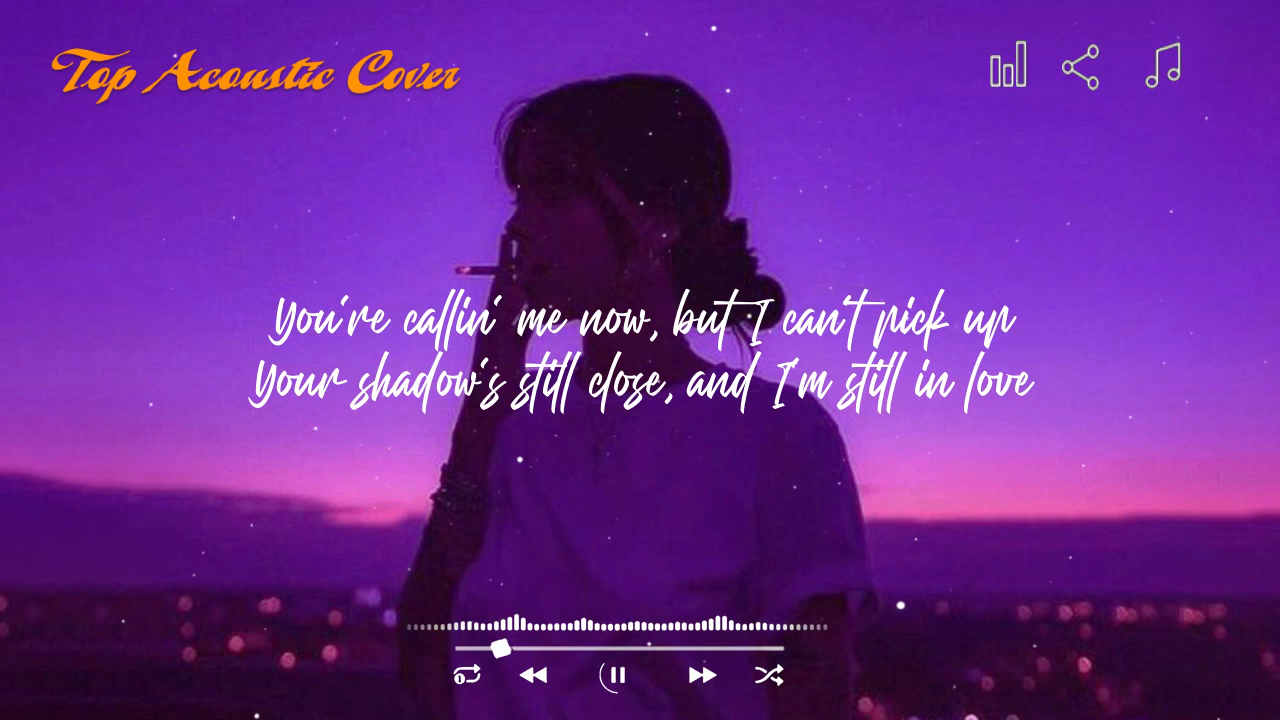 Top Acoustic Cover
You're callin' me now, but I can't pick up
Your shadow's still close, and I'm still in love
1